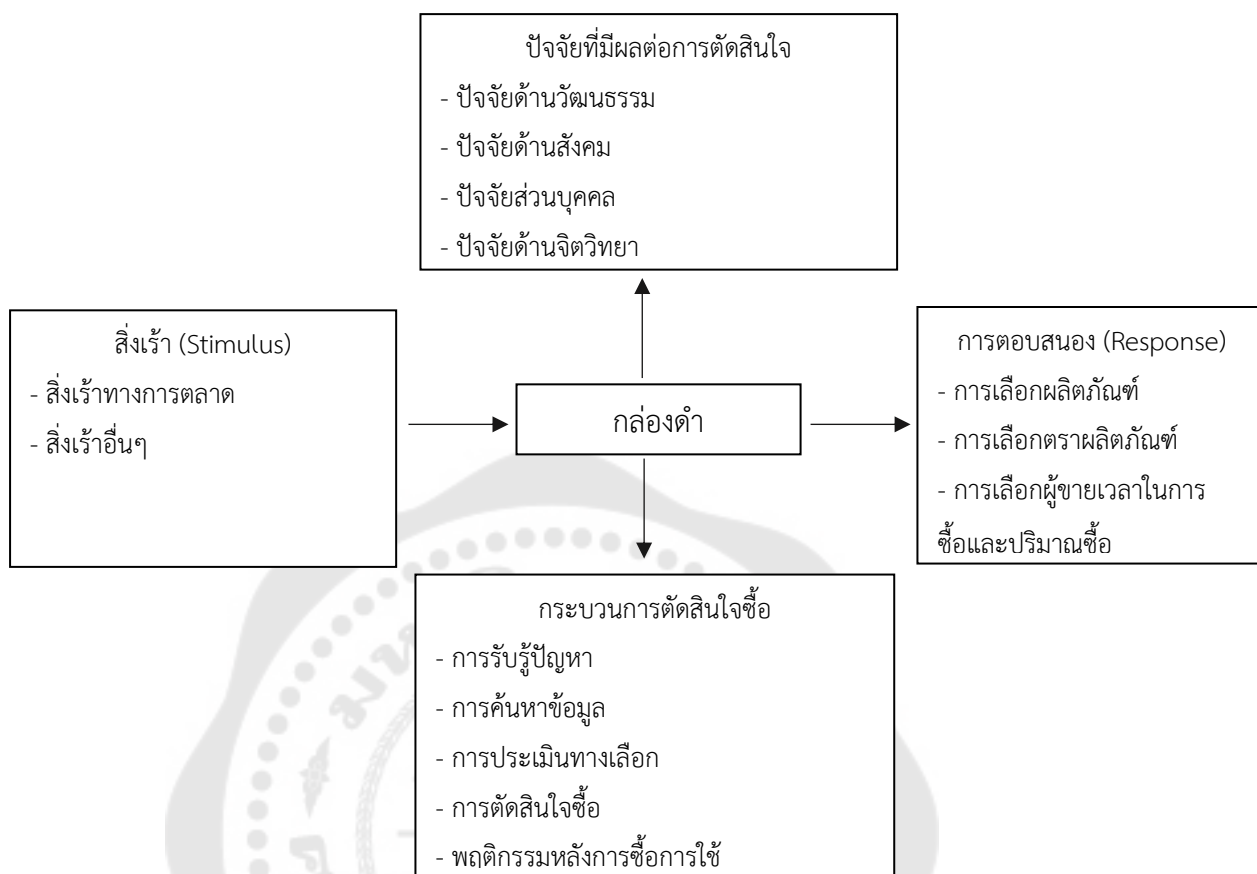 ปัจจัยที่มีผลต่อการตัดสินใจ
- ปัจจัยด้านวัฒนธรรม
- ปัจจัยด้านสังคม
- ปัจจัยส่วนบุคคล
- ปัจจัยด้านจิตวิทยา
สิ่งเร้า (Stimulus)
- สิ่งเร้าทางการตลาด
- สิ่งเร้าอื่นๆ
กล่องดำ
การตอบสนอง (Response)
- การเลือกผลิตภัณฑ์
- การเลือกตราผลิตภัณฑ์
- การเลือกผู้ขายเวลาในการ
ซื้อและปริมาณซื้อ
กระบวนการตัดสินใจซื้อ
- การรับรู้ปัญหา
- การค้นหาข้อมูล
- การประเมินทางเลือก
- การตัดสินใจซื้อ
- พฤติกรรมหลังการซื้อการใช้